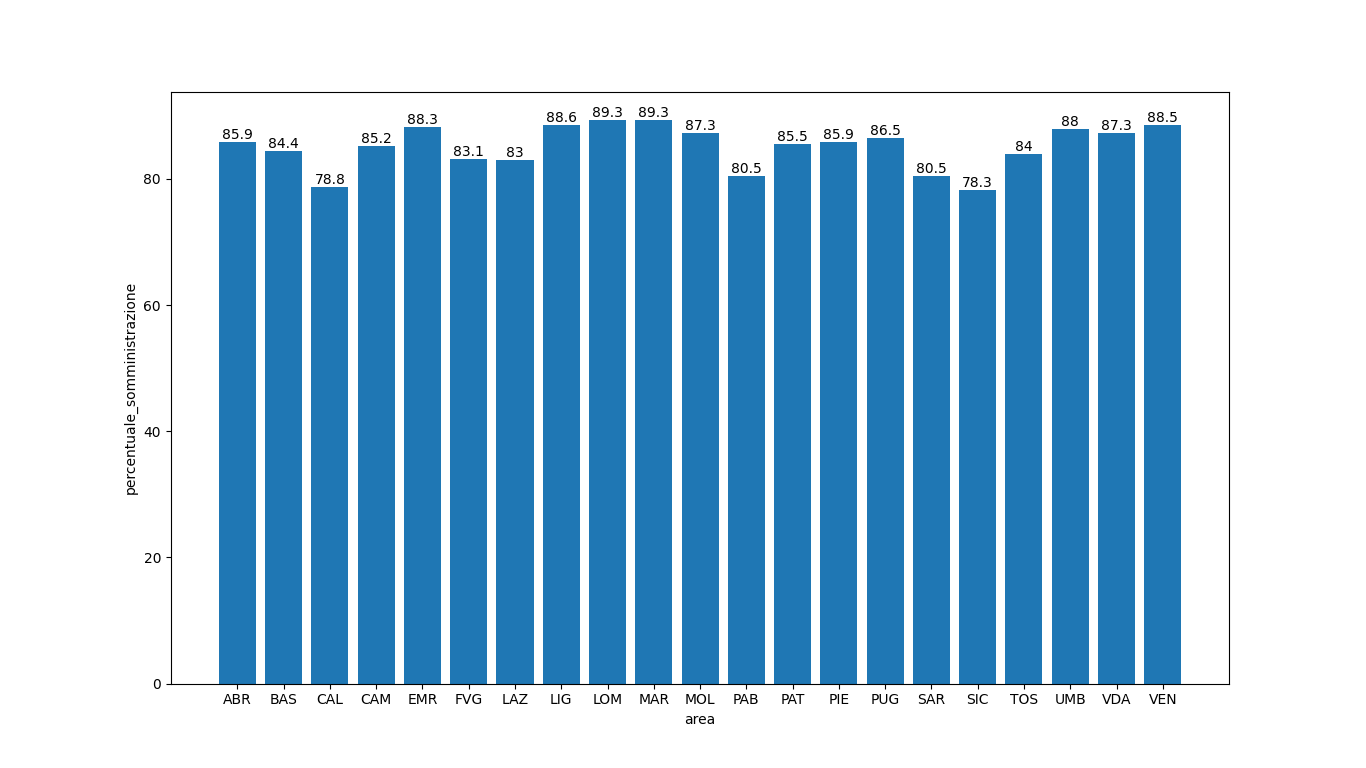 85.9 84.4 78.8 85.2 88.3 83.1 83 88.6 89.3 89.3 87.3 80.5 85.5 85.9 86.5 80.5 78.3 84 88 87.3 88.5
80
60
40
20
0
percentuale_somministrazione
ABR BAS CAL CAM EMR FVG LAZ LIG LOM MAR MOL PAB PAT PIE PUG SAR SIC TOS UMB VDA VEN
area